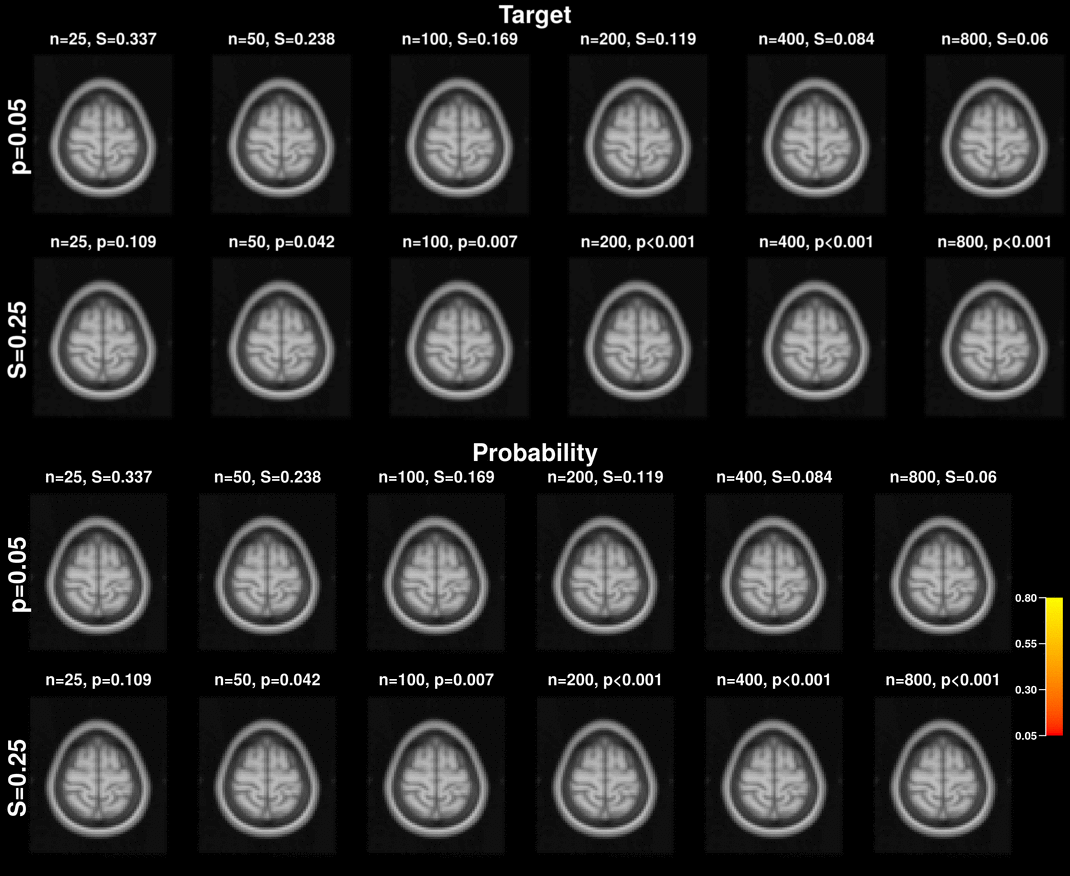 Target
n=25, S=0.337 n=50, S=0.238 n=100, S=0.169 n=200, S=0.119 n=400, S=0.084 n=800, S=0.06
p=0.05
n=25, p=0.109 n=50, p=0.042 n=100, p=0.007 n=200, p<0.001 n=400, p<0.001 n=800, p<0.001
S=0.25
Probability
n=25, S=0.337 n=50, S=0.238 n=100, S=0.169 n=200, S=0.119 n=400, S=0.084 n=800, S=0.06
p=0.05
n=25, p=0.109 n=50, p=0.042 n=100, p=0.007 n=200, p<0.001 n=400, p<0.001 n=800, p<0.001
S=0.25
0.80
0.55
0.30
0.05